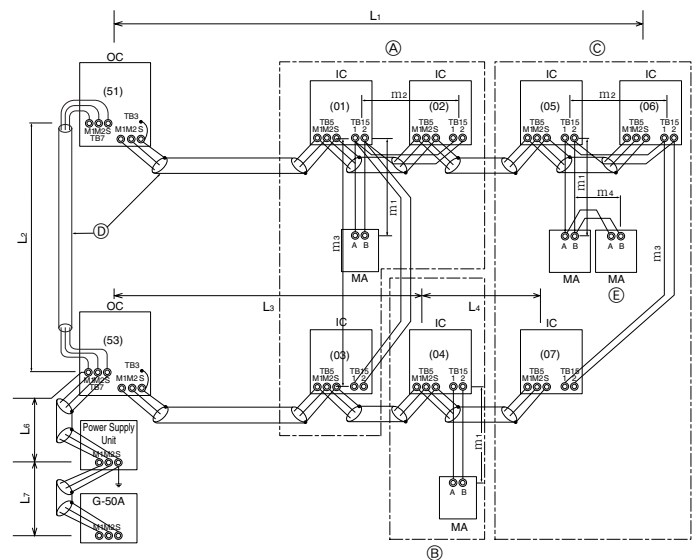 L1
OC
(51)
TB3
M1M2S
M1M2S
TB7
A
IC
(01)
TB5
M1M2S
TB15
1 2
m2
IC
(02)
TB5
M1M2S
TB15
1 2
C
IC
(05)
TB5
M1M2S
TB15
1 2
m2
IC
(06)
TB5
M1M2S
TB15
1 2
L2
D
m3
m1
A B
MA
m1
m4
A B
MA
A B
MA
E
m3
L3
L4
OC
(53)
TB3
M1M2S
M1M2S
TB7
IC
(03)
TB5
M1M2S
TB15
1 2
IC
(04)
TB5
M1M2S
TB15
1 2
IC
(07)
TB5
M1M2S
TB15
1 2
L6
Power Supply
Unit
M1M2S
L7
G-50A
M1M2S
m1
A B
MA
B